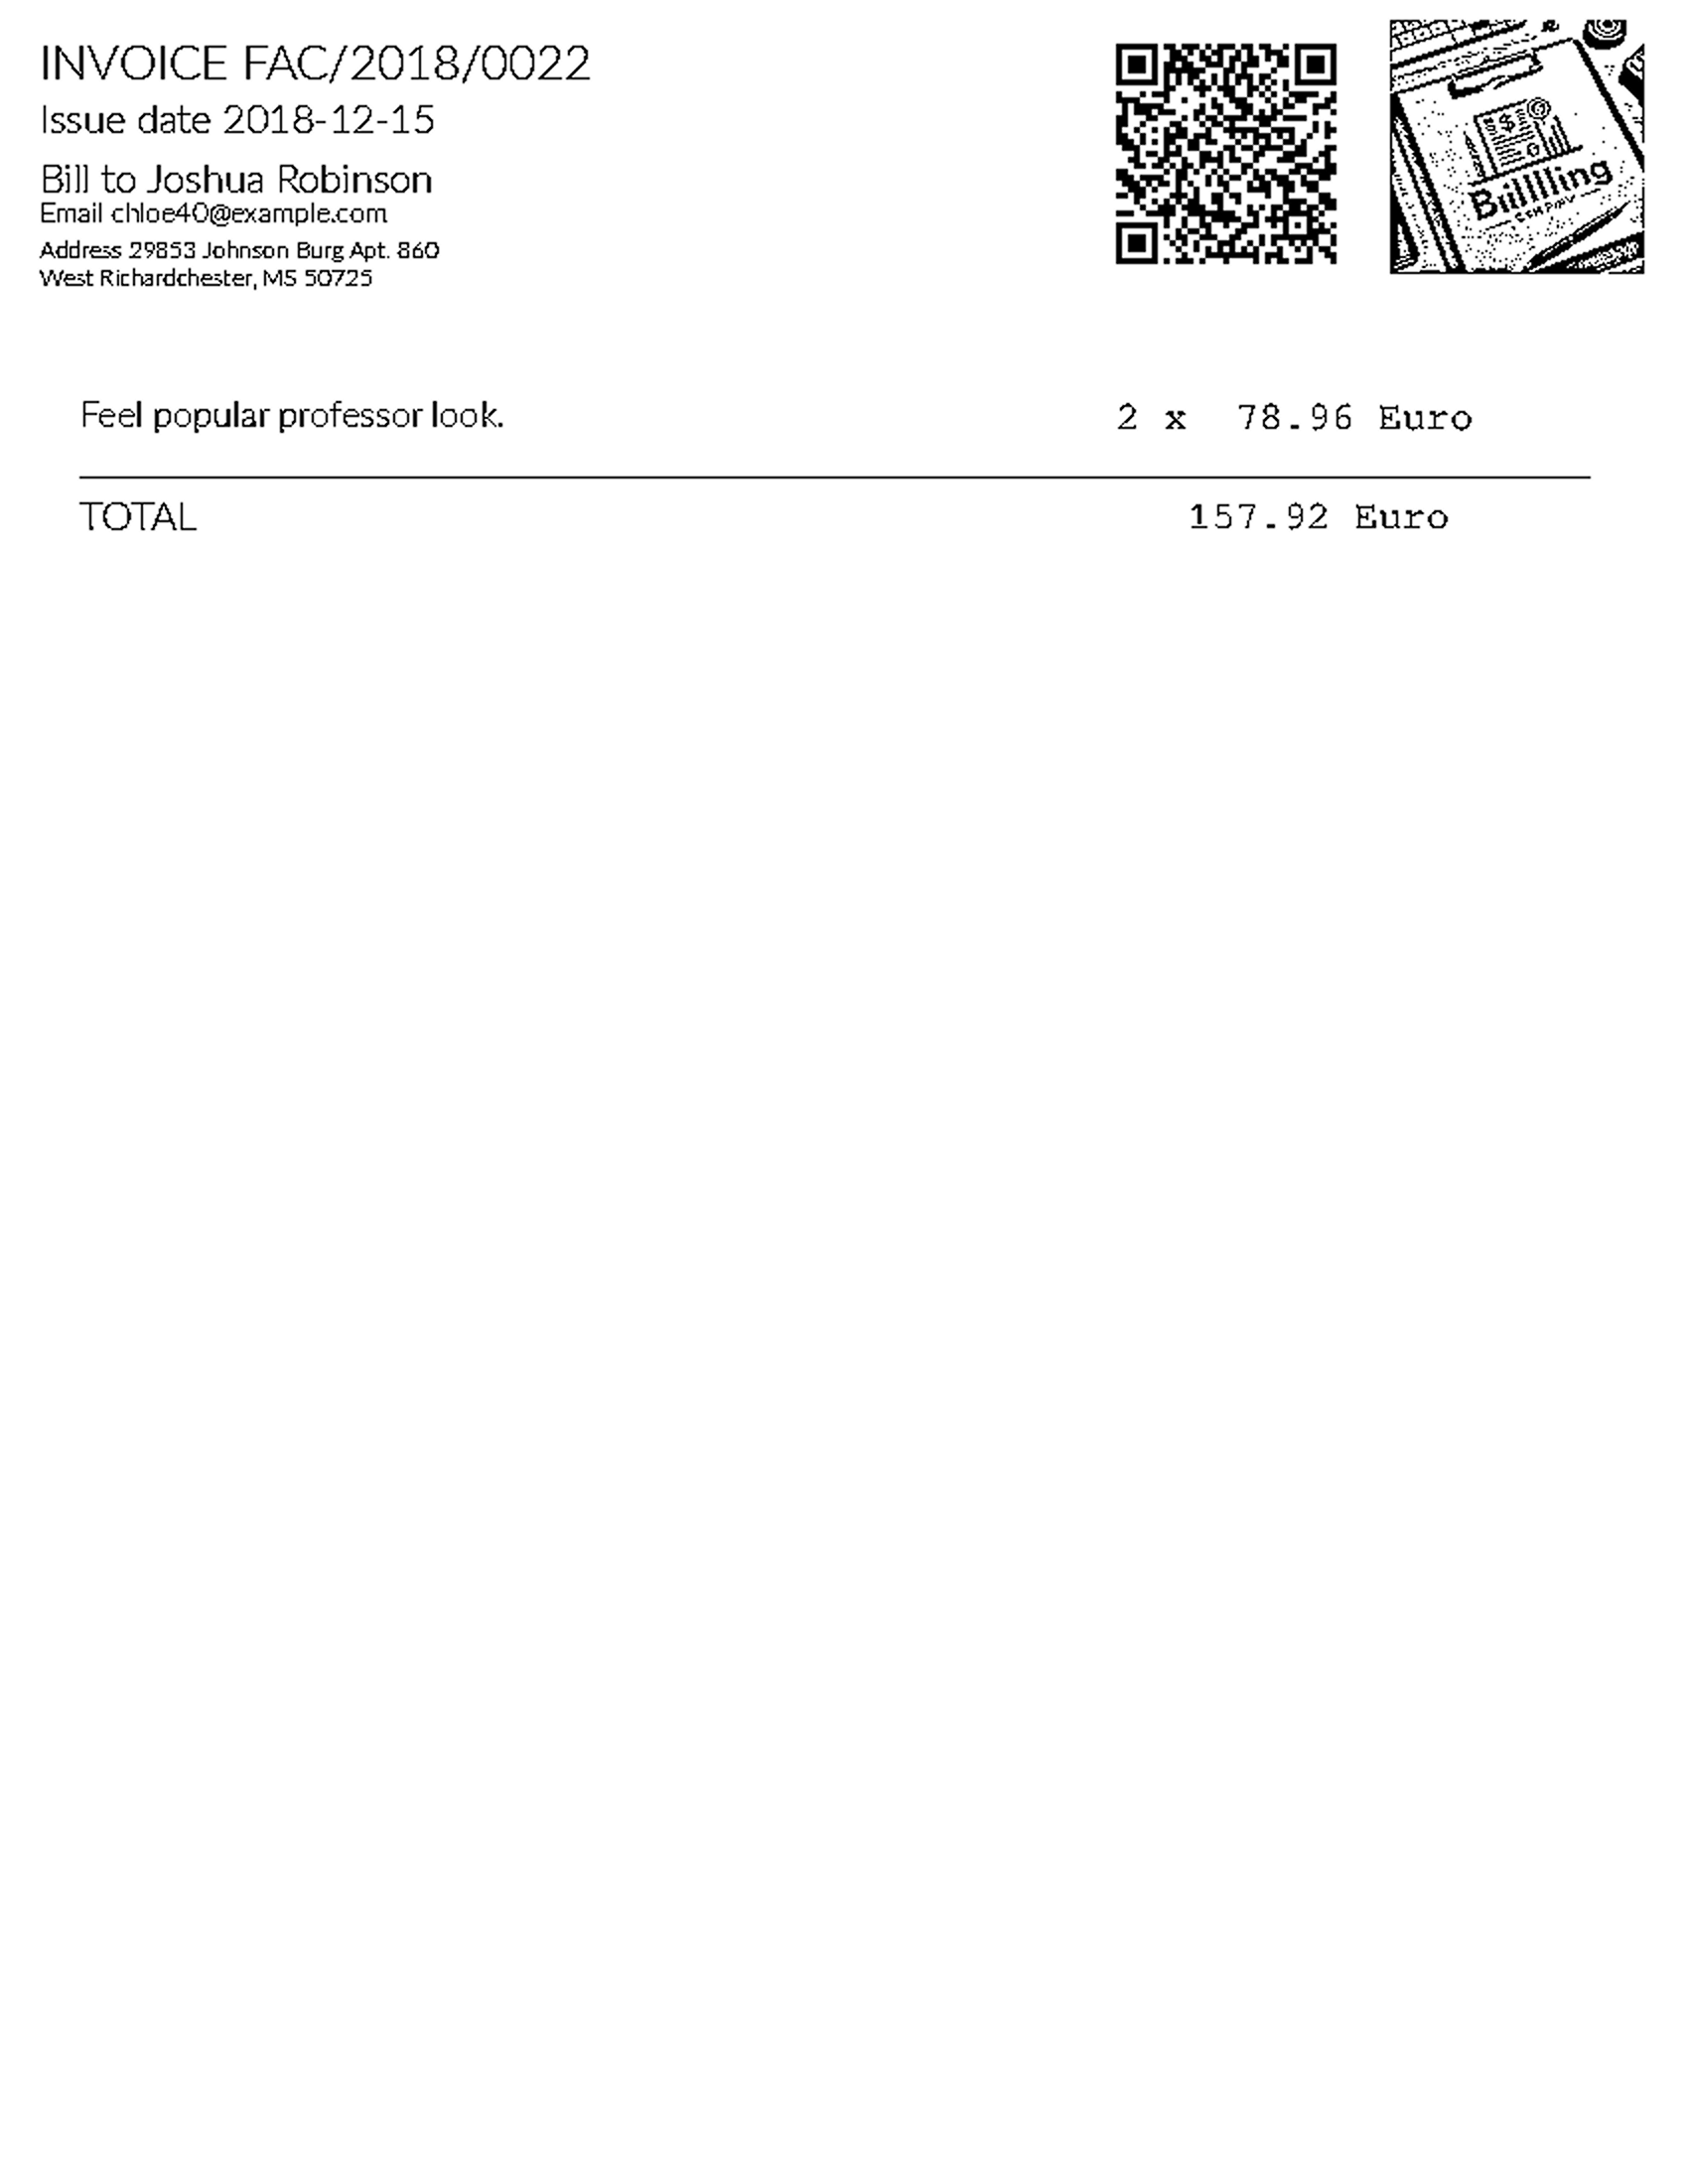 INVOICE FAC/2018/0022
Issue date 2018-12-15
Bill to Joshua Robinson
Email chloe40@example.com
Address 29853 Johnson Burg Apt. 860
West Richardchester, MS 50725
$
Billllling
Feel popular professor look. 2 x 78.96 Euro
TOTAL 157.92 Euro